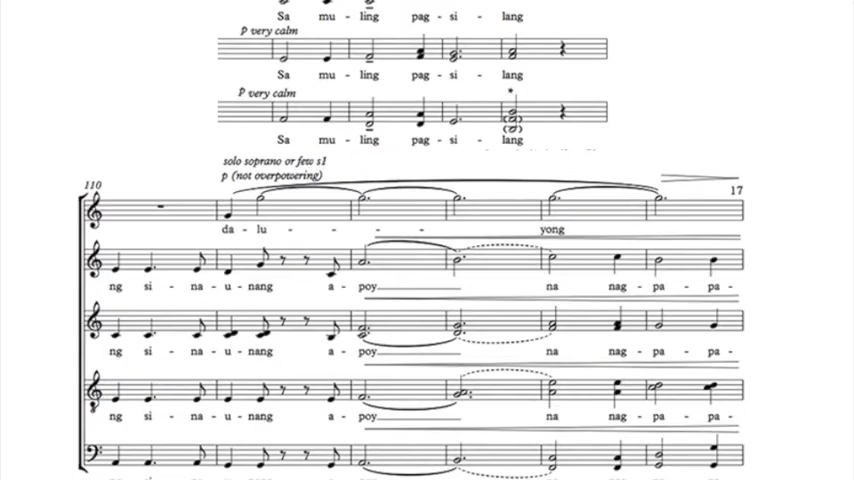 Sa mu - ling pag - si - lang
p very calm
Sa mu - ling pag - si - lang
p very calm
*
Sa mu - ling pag - si - lang
solo soprano or few s1
p (not overpowering)
110
17
da - lu - - - - yong
ng si - na - u - nang a - poy na nag - pa - pa-
ng si - na - u - nang a - poy na nag - pa - pa-
ng si - na - u - nang a - poy na nag - pa - pa-